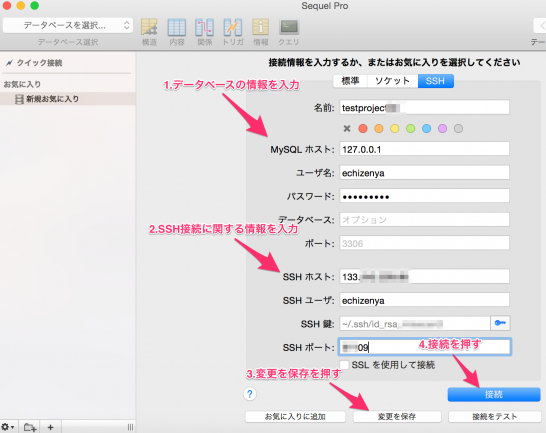 Sequel Pro
データベースを選択...
データベース選択
構造
内容
関係
トリガ
情報
クエリ
テー
クイック接続
お気に入り
新規お気に入り
接続情報を入力するか、またはお気に入りを選択してください
標準
ソケット
SSH
1.データベースの情報を入力
名前: testproject
MySQL ホスト: 127.0.0.1
ユーザ名: echizenya
パスワード: •••••••••
データベース: オプション
ポート: 3306
2.SSH接続に関する情報を入力
SSH ホスト: 133.
SSH ユーザ: echizenya
SSH 鍵: ~/.ssh/id_rsa_
SSH ポート: 09
4.接続を押す
SSL を使用して接続
3.変更を保存を押す
?
接続
お気に入りに追加
変更を保存
接続をテスト